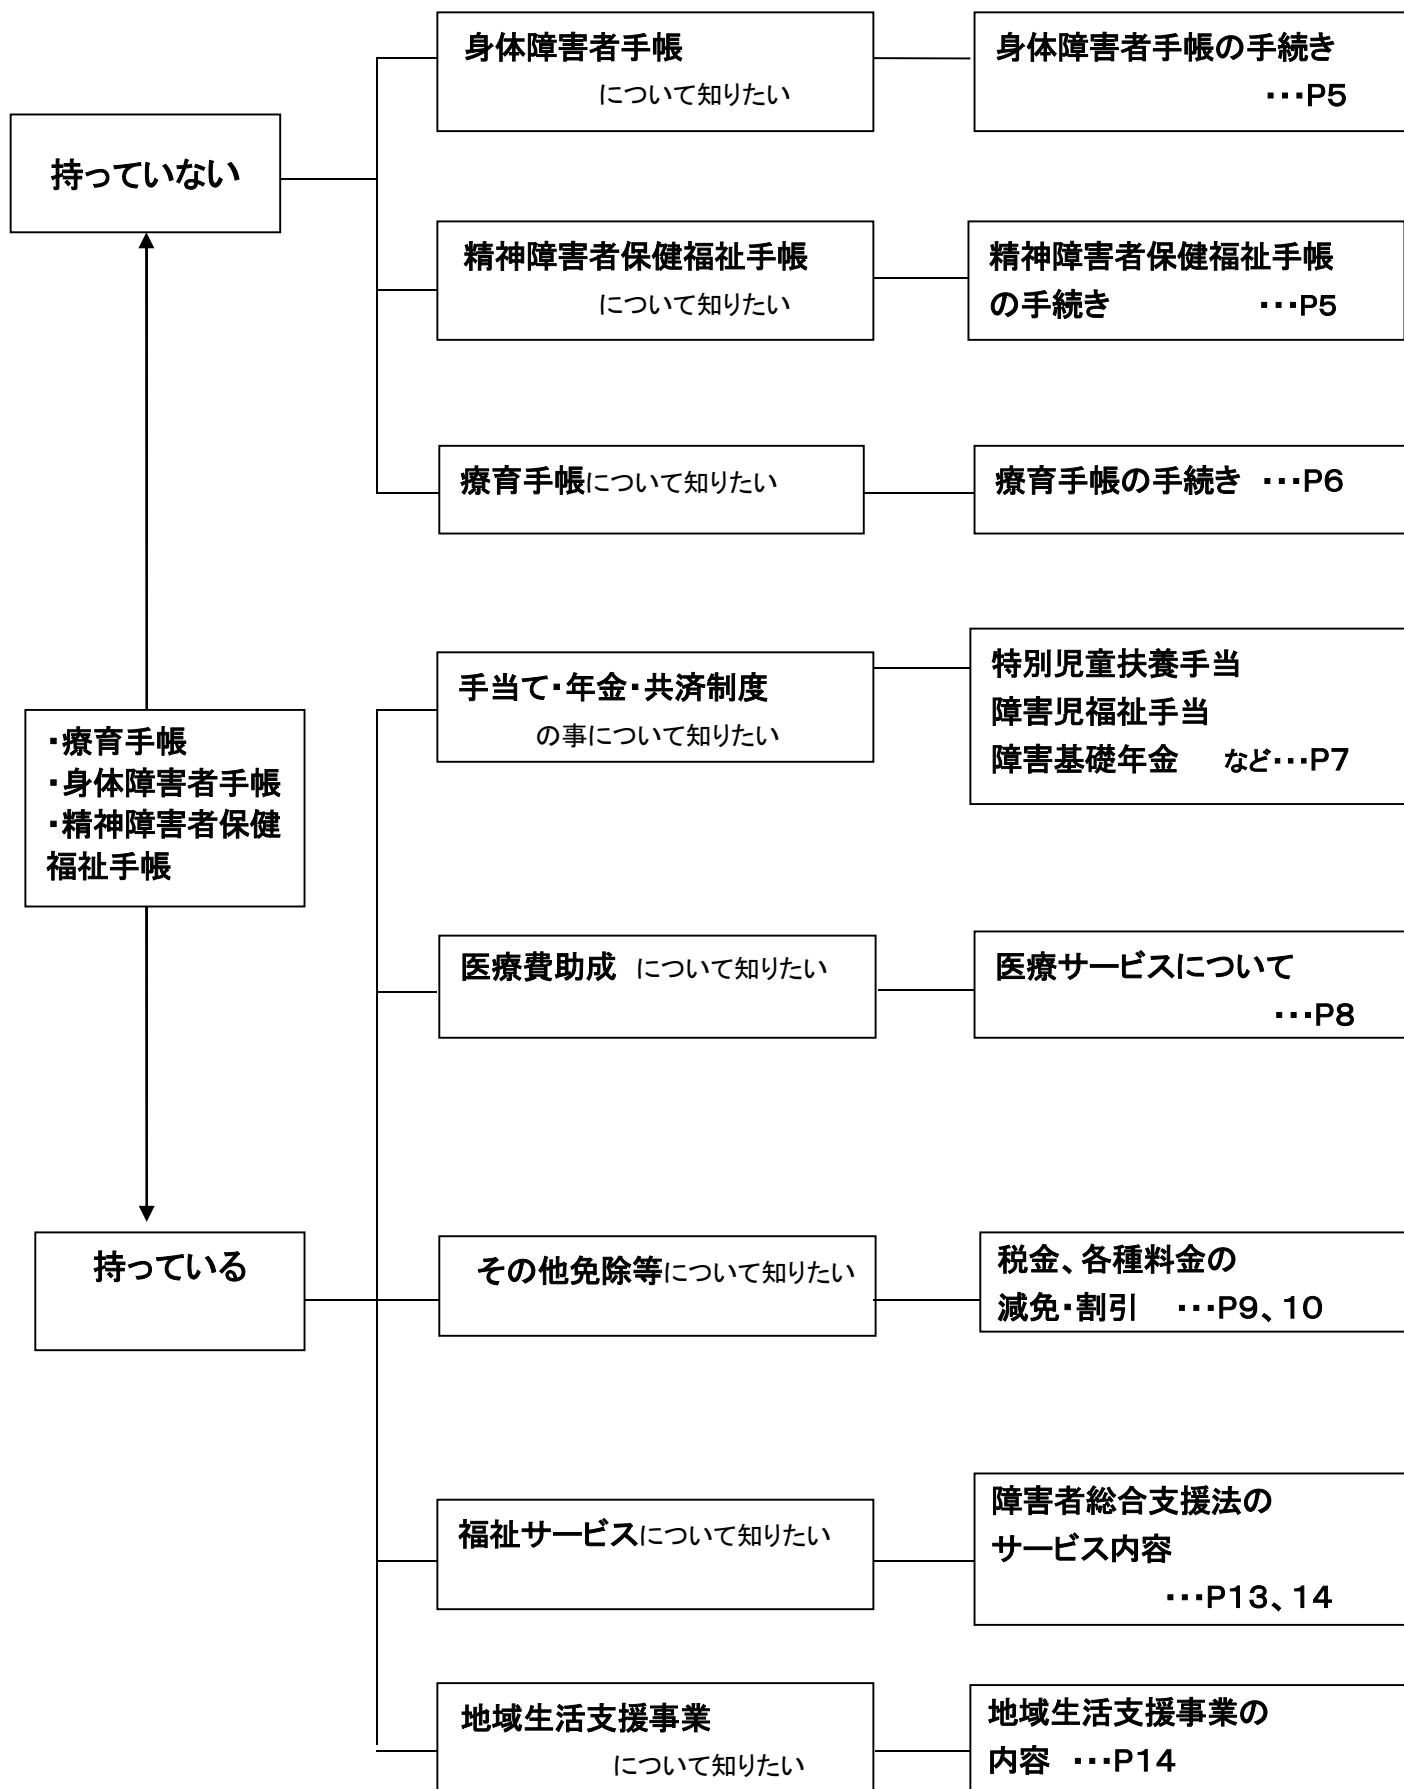 身体障害者手帳
について知りたい
身体障害者手帳の手続き
・・・P5
持っていない
精神障害者保健福祉手帳
について知りたい
精神障害者保健福祉手帳
の手続き ・・・P5
療育手帳について知りたい
療育手帳の手続き ・・・P6
・療育手帳
・身体障害者手帳
・精神障害者保健
福祉手帳
手当て・年金・共済制度
の事について知りたい
特別児童扶養手当
障害児福祉手当
障害基礎年金 など・・・P7
医療費助成 について知りたい
医療サービスについて
・・・P8
持っている
その他免除等について知りたい
税金、各種料金の
減免・割引 ・・・P9、10
福祉サービスについて知りたい
障害者総合支援法の
サービス内容
・・・P13、14
地域生活支援事業
について知りたい
地域生活支援事業の
内容 ・・・P14